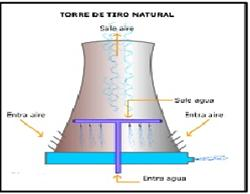 TORRE DE TIRO NATURAL
Sale aire
Sale agua
Entra aire
Entra aire
Entra agua